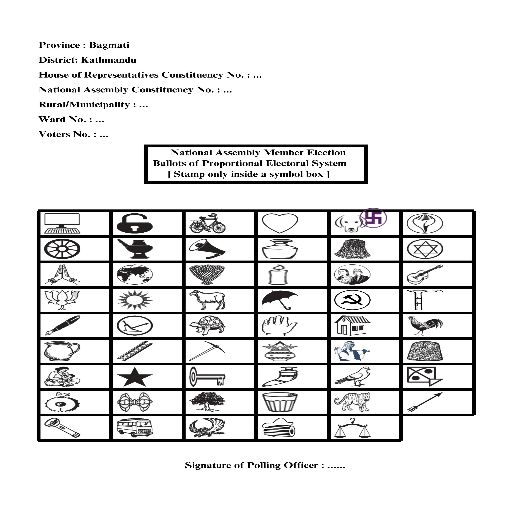 Province : Bagmati
District: Kathmandu
House of Representatives Constituency No. : ...
National Assembly Constituency No. : ...
Rural/Municipality : ...
Ward No. : ...
Voters No. : ...
National Assembly Member Election
Ballots of Proportional Electoral System
[ Stamp only inside a symbol box ]
Signature of Polling Officer : ......